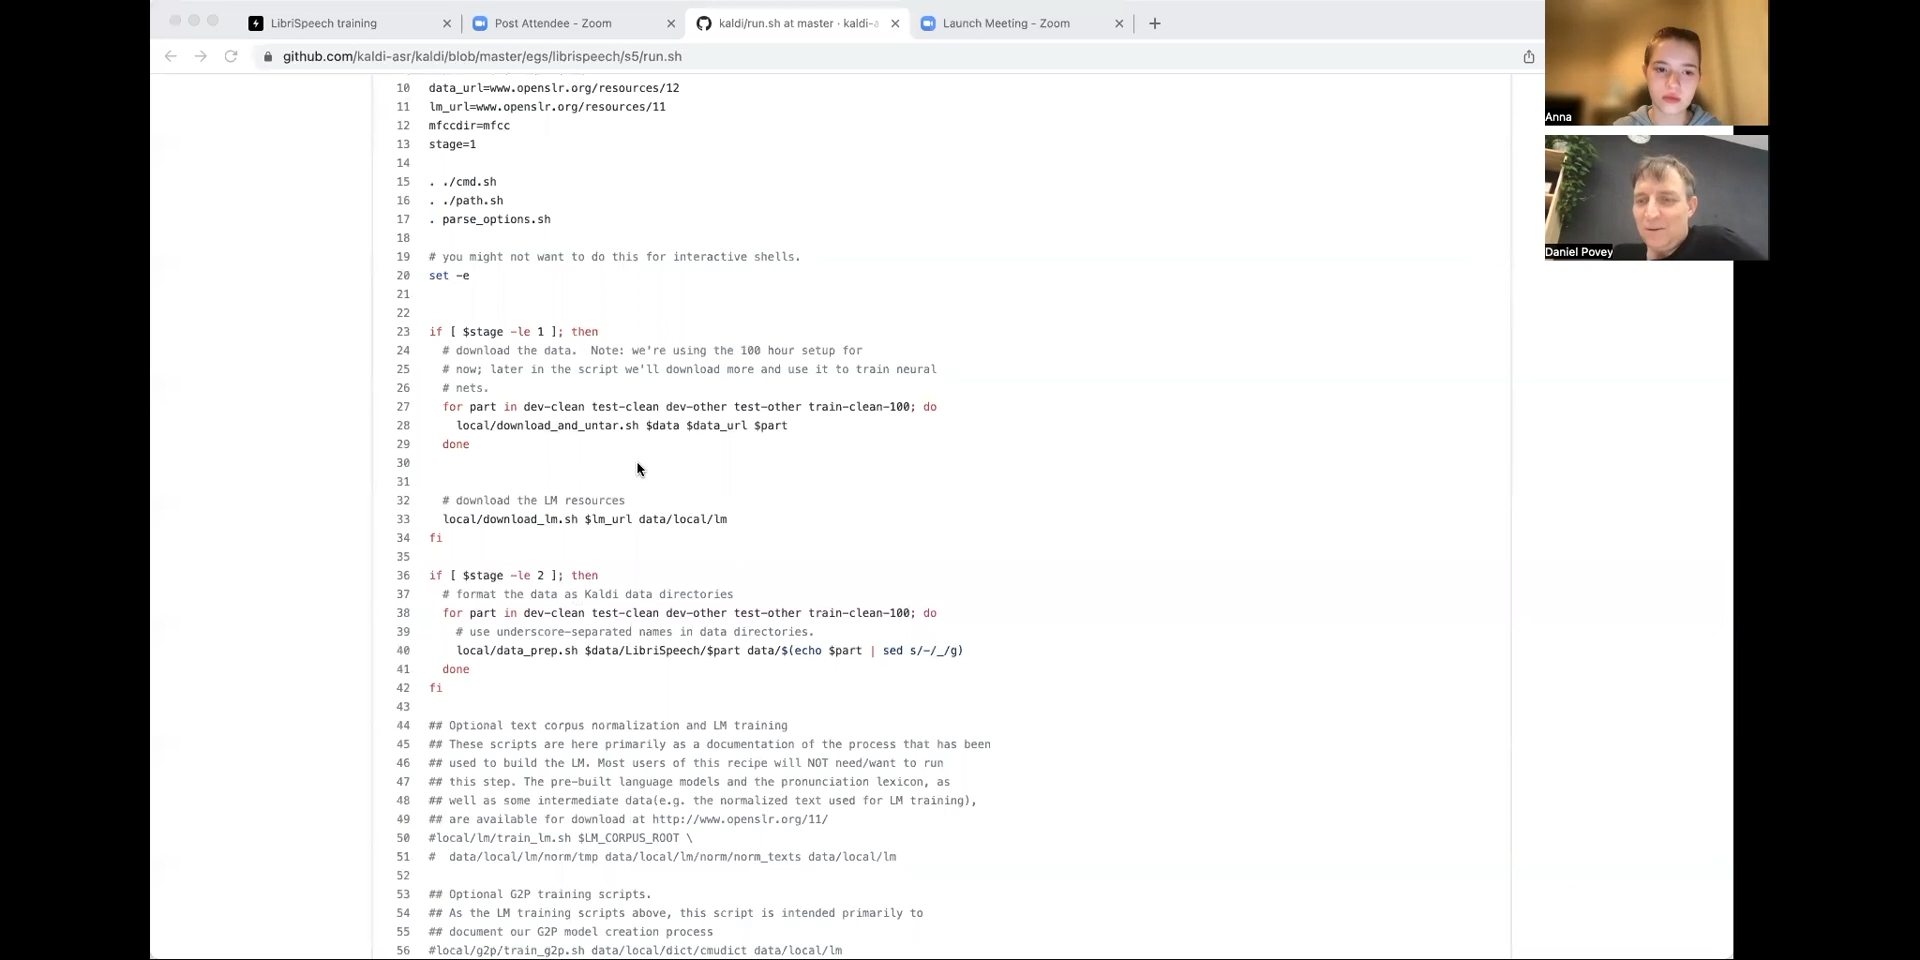 LibriSpeech training
Post Attendee - Zoom
kaldi/run.sh at master · kaldi-a
Launch Meeting - Zoom
github.com/kaldi-asr/kaldi/blob/master/egs/librispeech/s5/run.sh
Anna
Daniel Povey
10 data_url=www.openslr.org/resources/12
11 lm_url=www.openslr.org/resources/11
12 mfccdir=mfcc
13 stage=1
14
15 . ./cmd.sh
16 . ./path.sh
17 . parse_options.sh
18
19 # you might not want to do this for interactive shells.
20 set -e
21
22
23 if [ $stage -le 1 ]; then
24 # download the data.  Note: we're using the 100 hour setup for
25 # now; later in the script we'll download more and use it to train neural
26 # nets.
27 for part in dev-clean test-clean dev-other test-other train-clean-100; do
28 local/download_and_untar.sh $data $data_url $part
29 done
30
31
32 # download the LM resources
33 local/download_lm.sh $lm_url data/local/lm
34 fi
35
36 if [ $stage -le 2 ]; then
37 # format the data as Kaldi data directories
38 for part in dev-clean test-clean dev-other test-other train-clean-100; do
39 # use underscore-separated names in data directories.
40 local/data_prep.sh $data/LibriSpeech/$part data/$(echo $part | sed s/-/_/g)
41 done
42 fi
43
44 ## Optional text corpus normalization and LM training
45 ## These scripts are here primarily as a documentation of the process that has been
46 ## used to build the LM. Most users of this recipe will NOT need/want to run
47 ## this step. The pre-built language models and the pronunciation lexicon, as
48 ## well as some intermediate data(e.g. the normalized text used for LM training),
49 ## are available for download at http://www.openslr.org/11/
50 #local/lm/train_lm.sh $LM_CORPUS_ROOT \
51 #  data/local/lm/norm/tmp data/local/lm/norm/norm_texts data/local/lm
52
53 ## Optional G2P training scripts.
54 ## As the LM training scripts above, this script is intended primarily to
55 ## document our G2P model creation process
56 #local/g2p/train_g2p.sh data/local/dict/cmudict data/local/lm